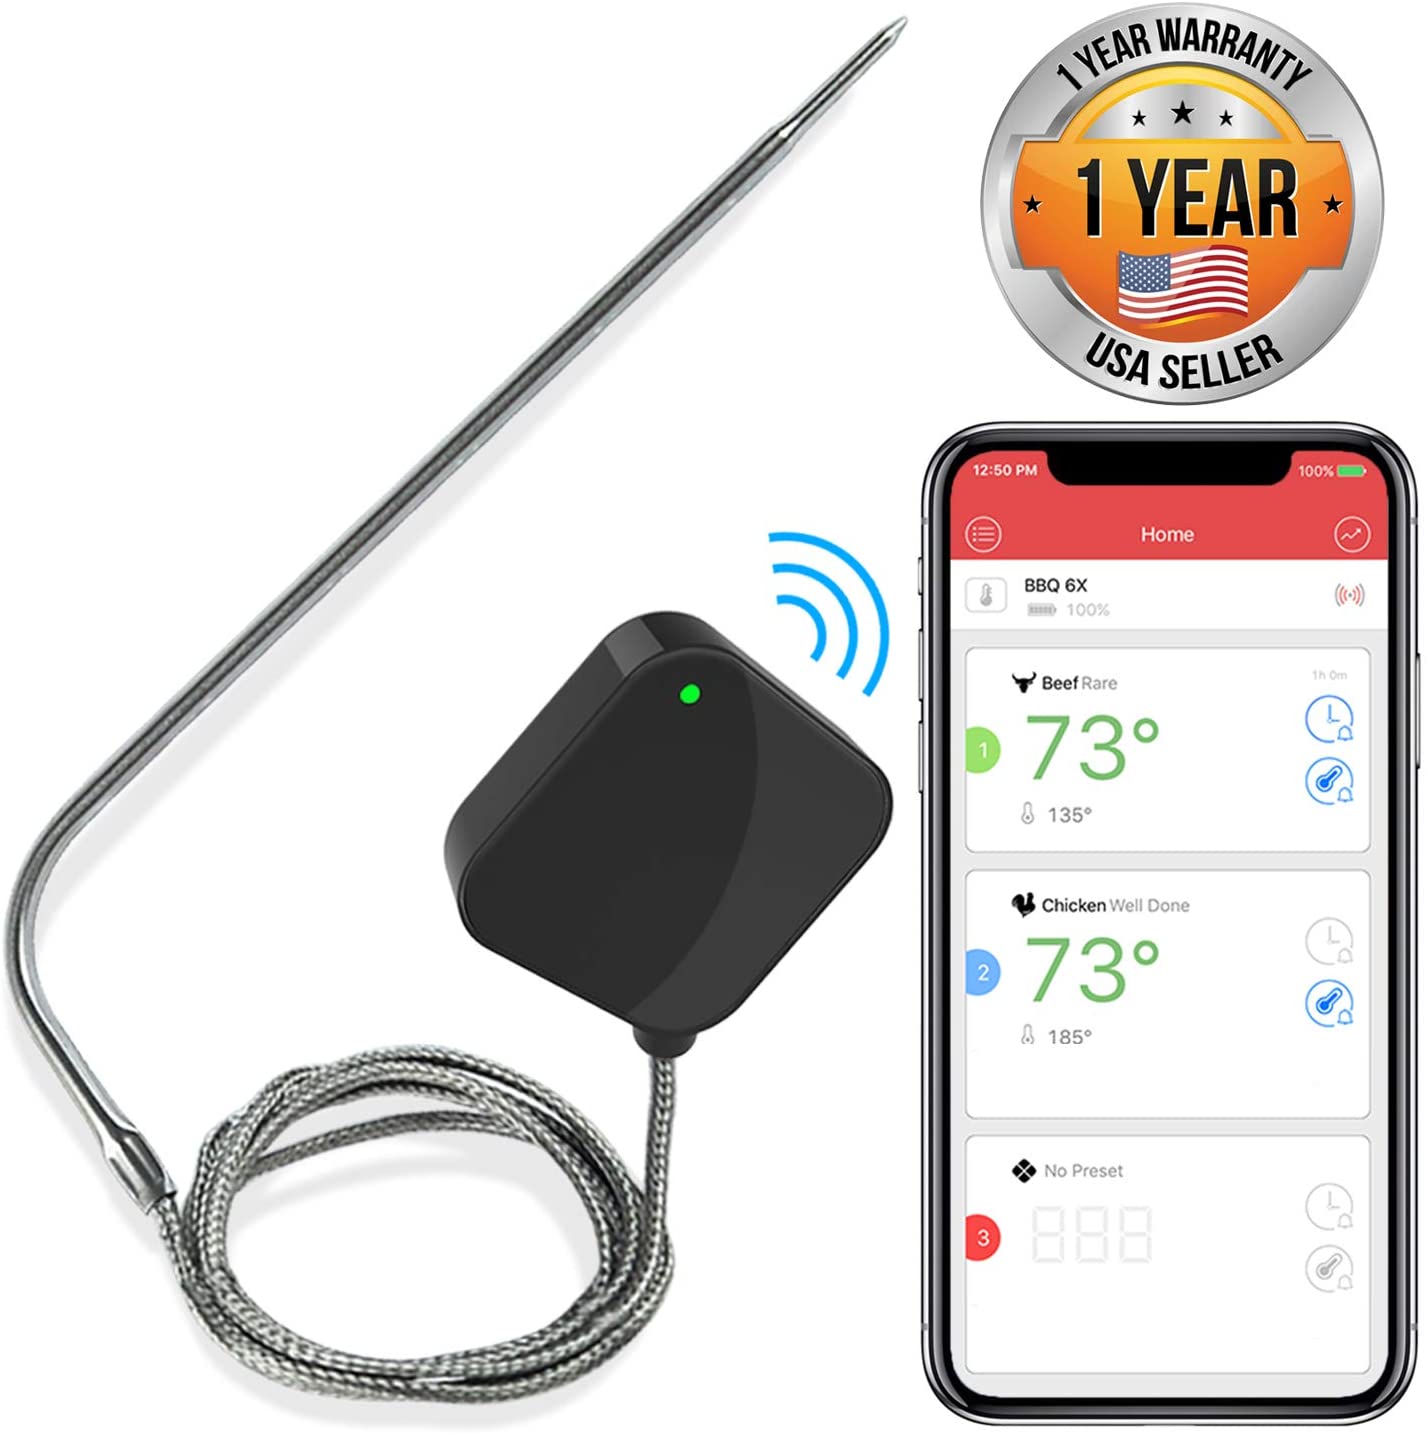 1 YEAR WARRANTY
1 YEAR
USA SELLER
12:50 PM 100%
Home
BBQ 6X
100%
Beef Rare 1h 0m
1 73°
135°
Chicken Well Done
2 73°
185°
No Preset
3 888